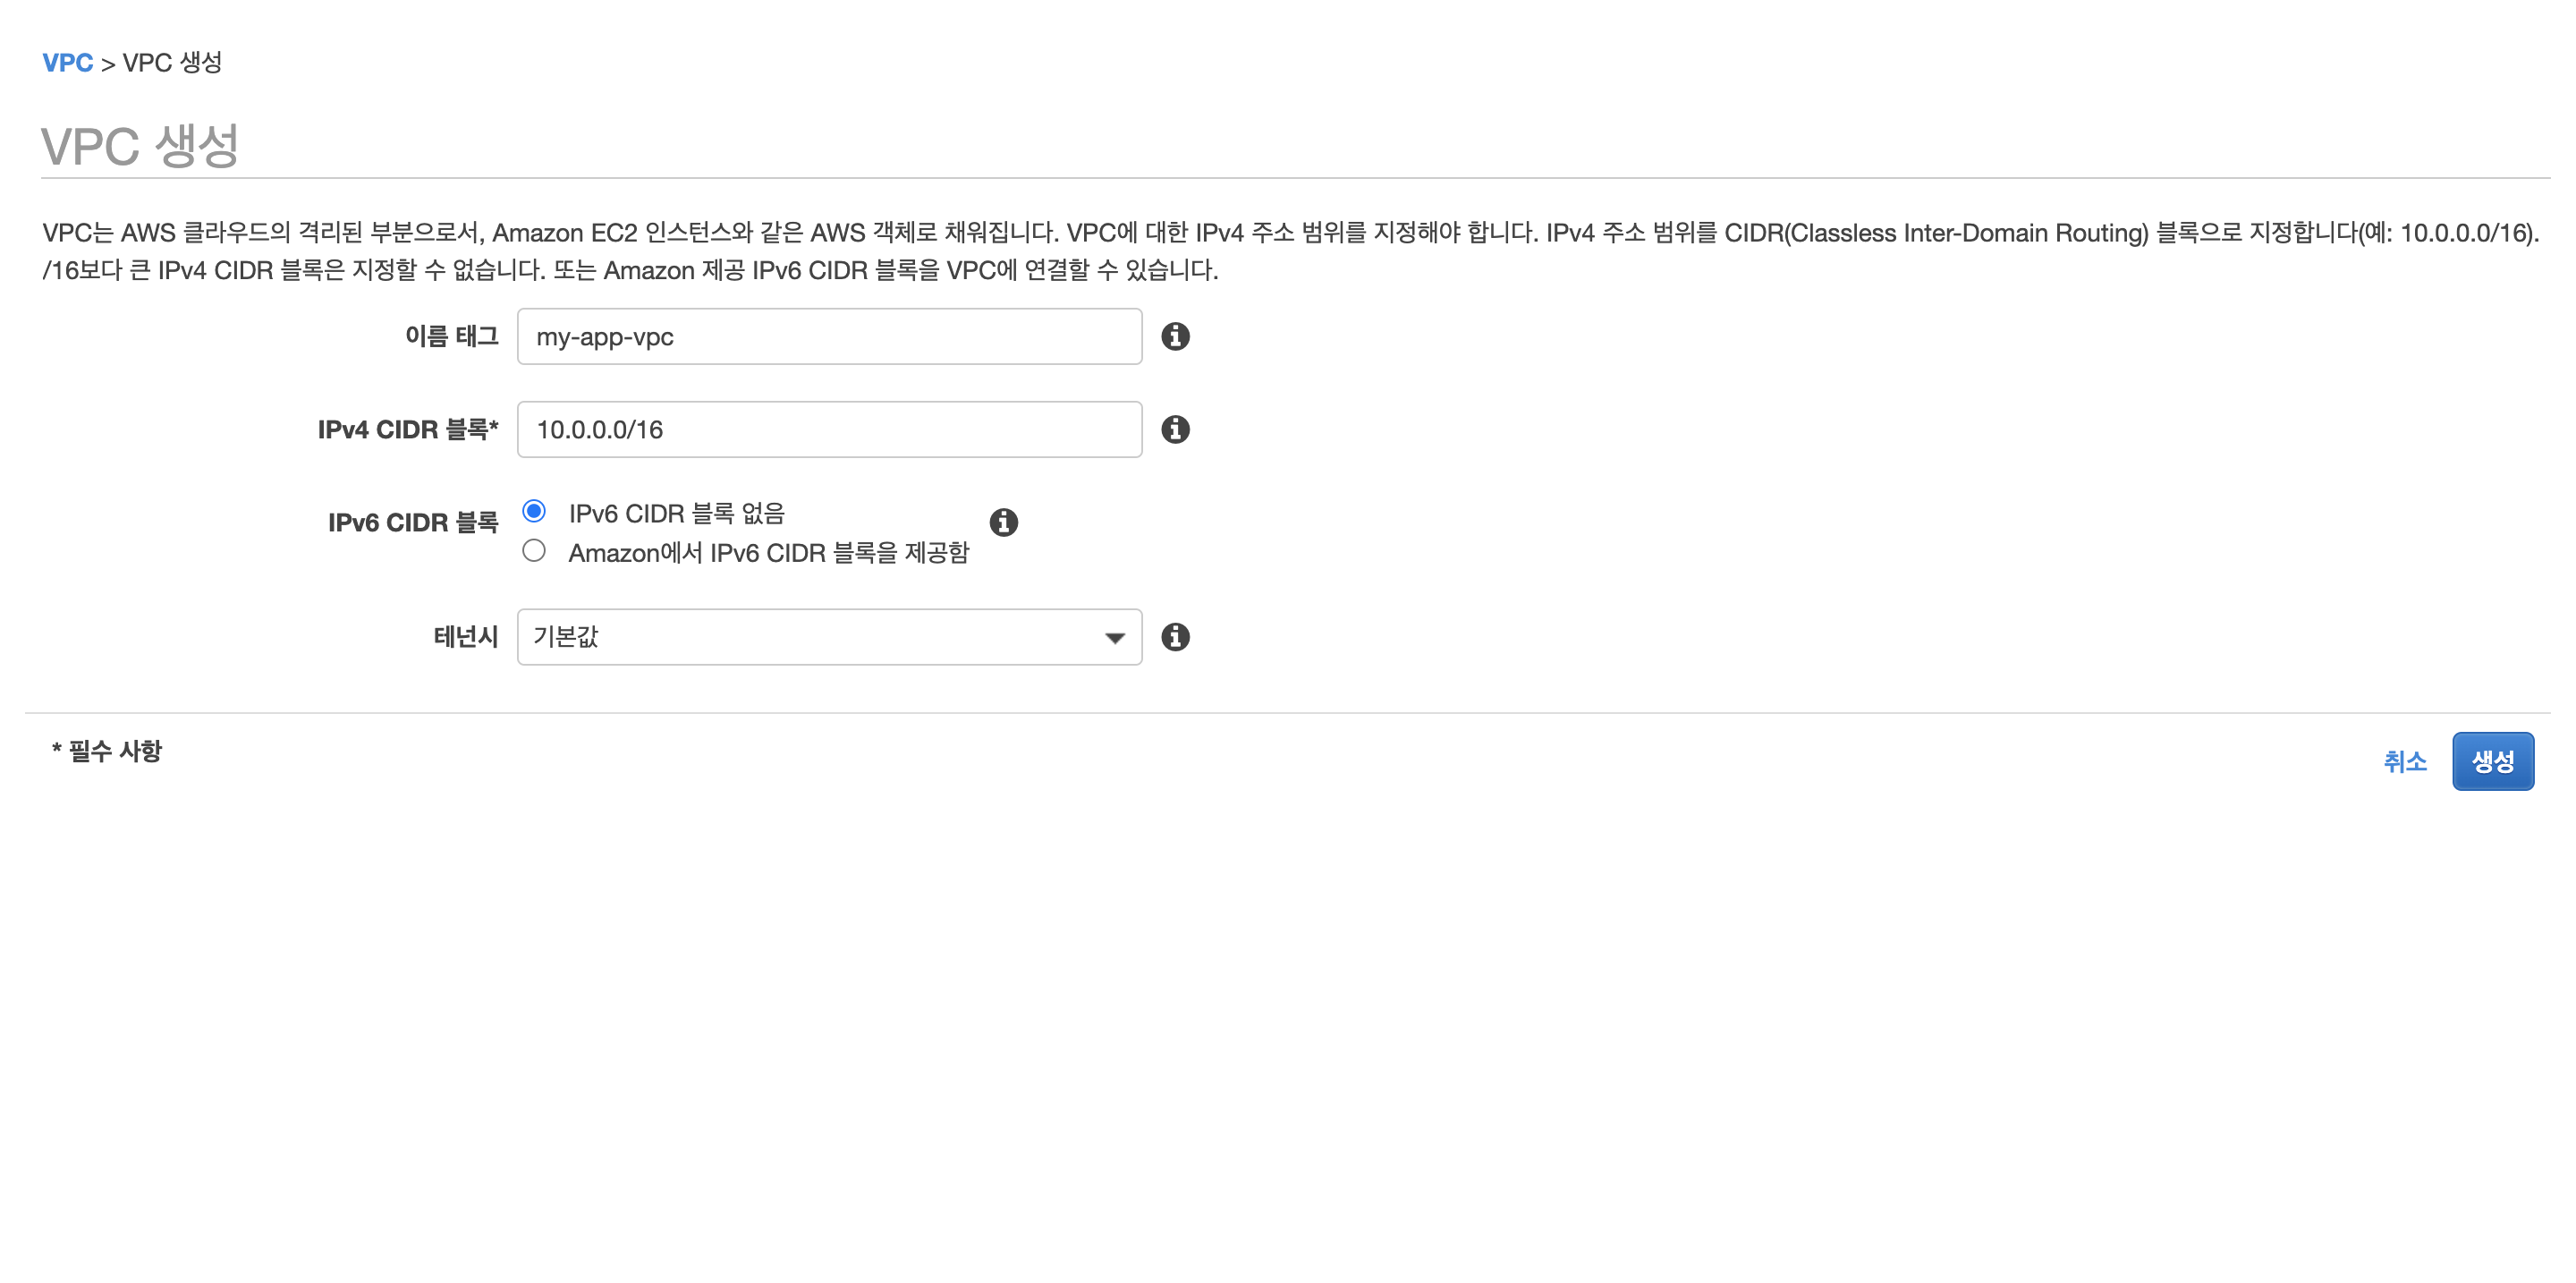 VPC > VPC 생성
VPC 생성
VPC는 AWS 클라우드의 격리된 부분으로서, Amazon EC2 인스턴스와 같은 AWS 객체로 채워집니다. VPC에 대한 IPv4 주소 범위를 지정해야 합니다. IPv4 주소 범위를 CIDR(Classless Inter-Domain Routing) 블록으로 지정합니다(예: 10.0.0.0/16).
/16보다 큰 IPv4 CIDR 블록은 지정할 수 없습니다. 또는 Amazon 제공 IPv6 CIDR 블록을 VPC에 연결할 수 있습니다.
이름 태그 my-app-vpc
IPv4 CIDR 블록* 10.0.0.0/16
IPv6 CIDR 블록 IPv6 CIDR 블록 없음
Amazon에서 IPv6 CIDR 블록을 제공함
테넌시 기본값
* 필수 사항
취소 생성